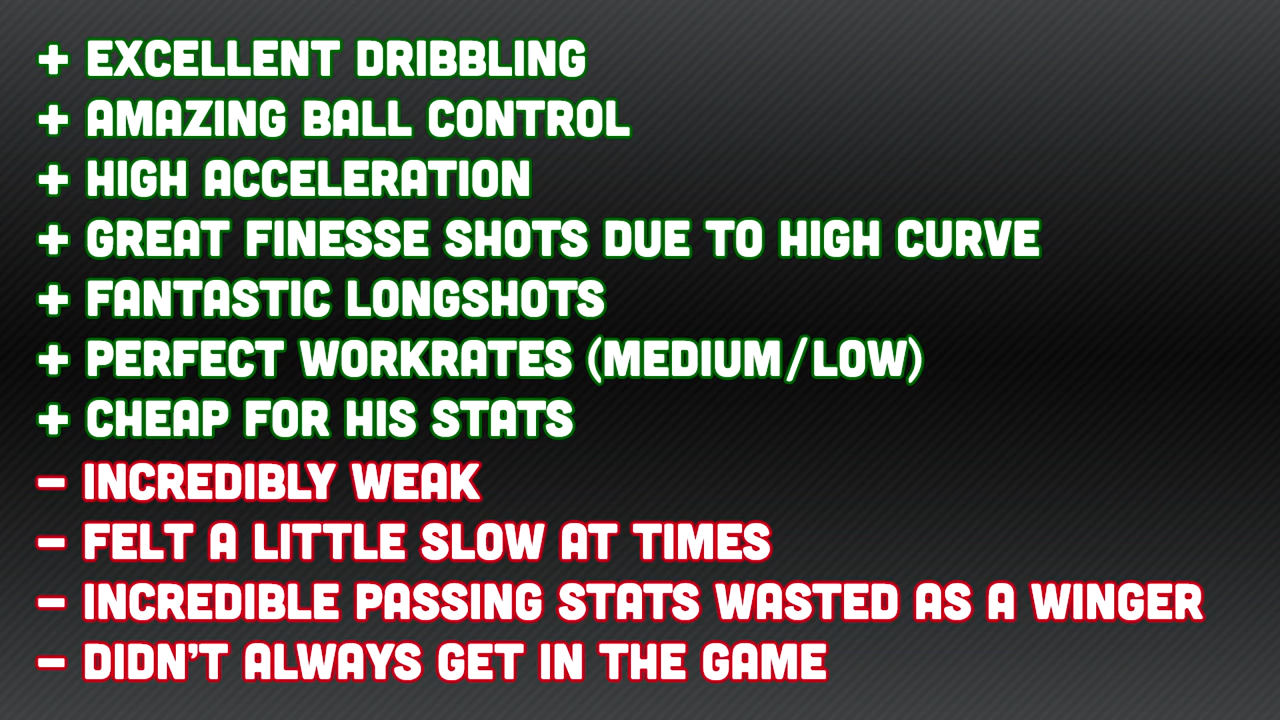 + EXCELLENT DRIBBLING
+ AMAZING BALL CONTROL
+ HIGH ACCELERATION
+ GREAT FINESSE SHOTS DUE TO HIGH CURVE
+ FANTASTIC LONGSHOTS
+ PERFECT WORKRATES (MEDIUM/LOW)
+ CHEAP FOR HIS STATS
– INCREDIBLY WEAK
– FELT A LITTLE SLOW AT TIMES
– INCREDIBLE PASSING STATS WASTED AS A WINGER
– DIDN'T ALWAYS GET IN THE GAME